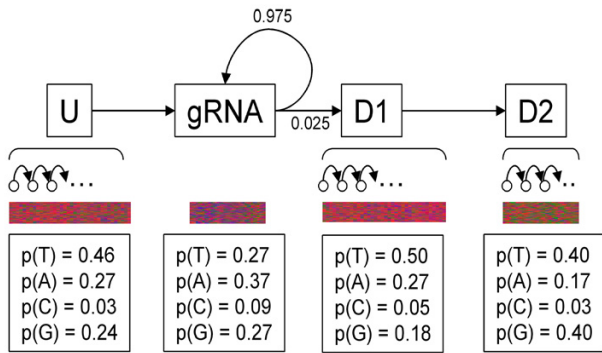 0.975
U
gRNA
0.025
D1
D2
...
...
..
p(T) = 0.46
p(A) = 0.27
p(C) = 0.03
p(G) = 0.24
p(T) = 0.27
p(A) = 0.37
p(C) = 0.09
p(G) = 0.27
p(T) = 0.50
p(A) = 0.27
p(C) = 0.05
p(G) = 0.18
p(T) = 0.40
p(A) = 0.17
p(C) = 0.03
p(G) = 0.40